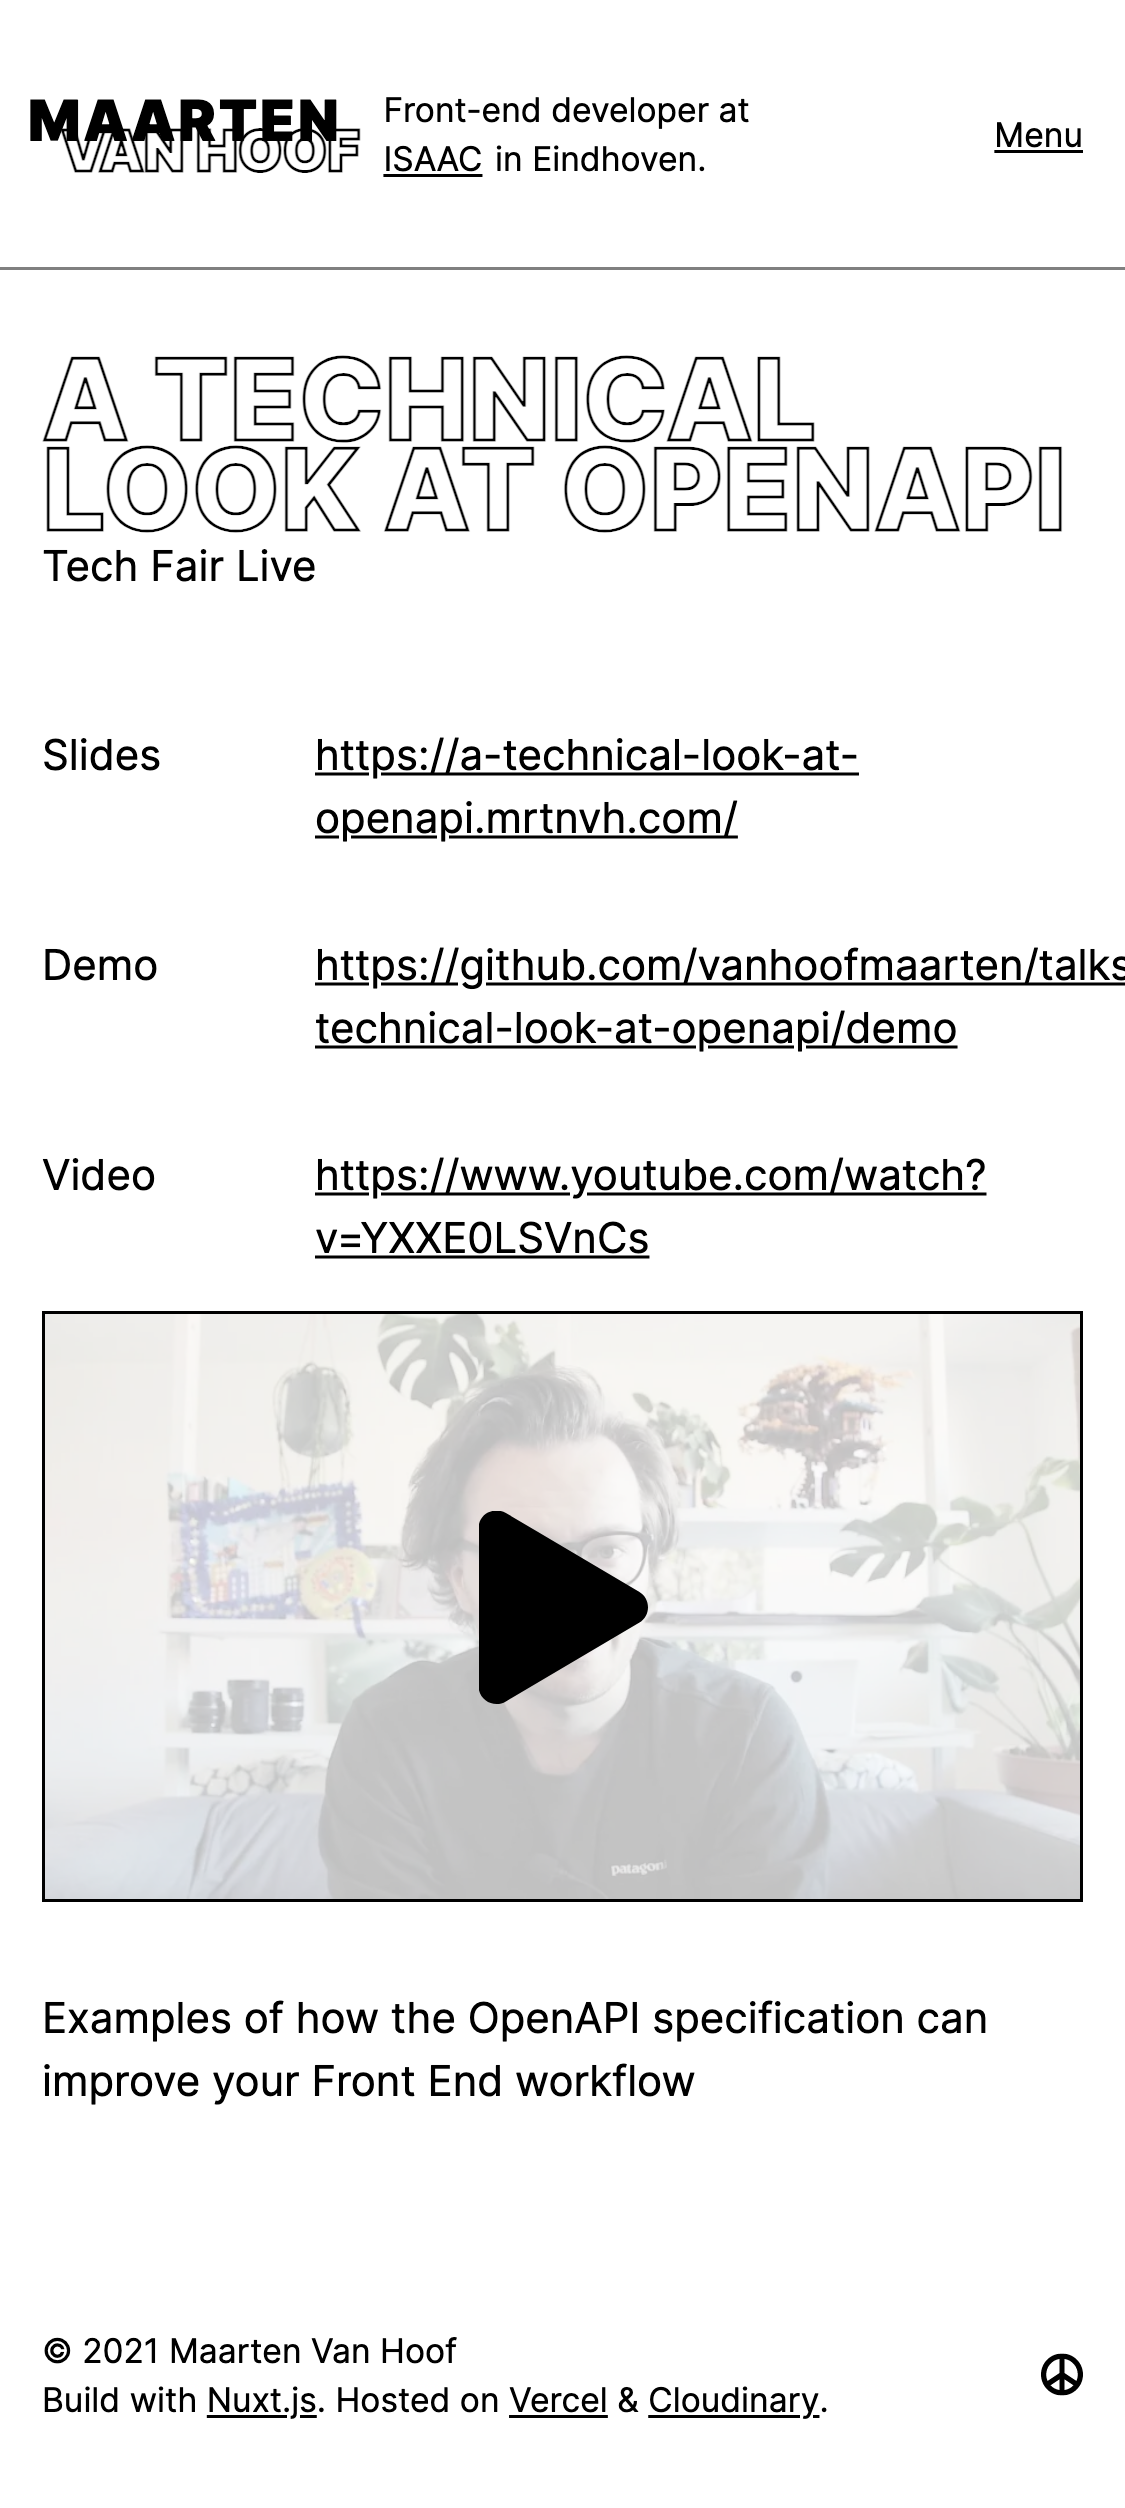 MAARTEN
VAN HOOF
Front-end developer at
ISAAC in Eindhoven.
Menu
A TECHNICAL
LOOK AT OPENAPI
Tech Fair Live
Slides
https://a-technical-look-at-
openapi.mrtnvh.com/
Demo
https://github.com/vanhoofmaarten/talks
technical-look-at-openapi/demo
Video
https://www.youtube.com/watch?
v=YXXE0LSVnCs
patagoni
Examples of how the OpenAPI specification can
improve your Front End workflow
© 2021 Maarten Van Hoof
Build with Nuxt.js. Hosted on Vercel & Cloudinary.